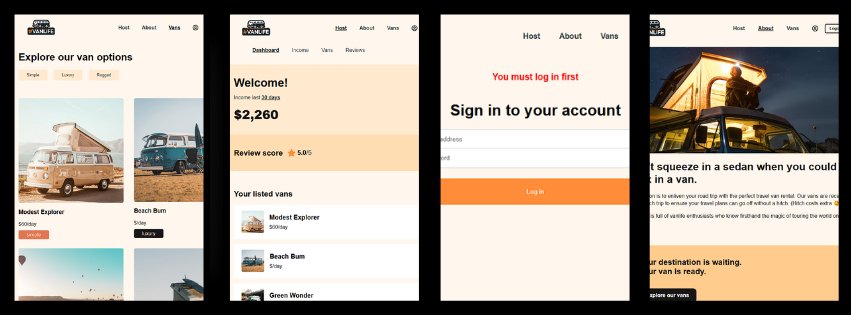 #VANLIFE
Host About Vans
Explore our van options
Simple Luxury Rugged
Modest Explorer
$60/day
simple
Beach Bum
$/day
luxury
#VANLIFE
Host About Vans
Dashboard Income Vans Reviews
Welcome!
Income last 30 days
$2,260
Review score 5.0/5
Your listed vans
Modest Explorer
$60/day
Beach Bum
$/day
Green Wonder
Host About Vans
You must log in first
Sign in to your account
address
Log in
#VANLIFE
Host About Vans
t squeeze in a sedan when you could
x in a van.
on is to enliven your road trip with the perfect travel van rental. Our vans are rece
ch trip to ensure your travel plans can go off without a hitch. (Hitch costs extra
is full of vanlife enthusiasts who know firsthand the magic of touring the world on
ur destination is waiting.
ur van is ready.
xplore our vans